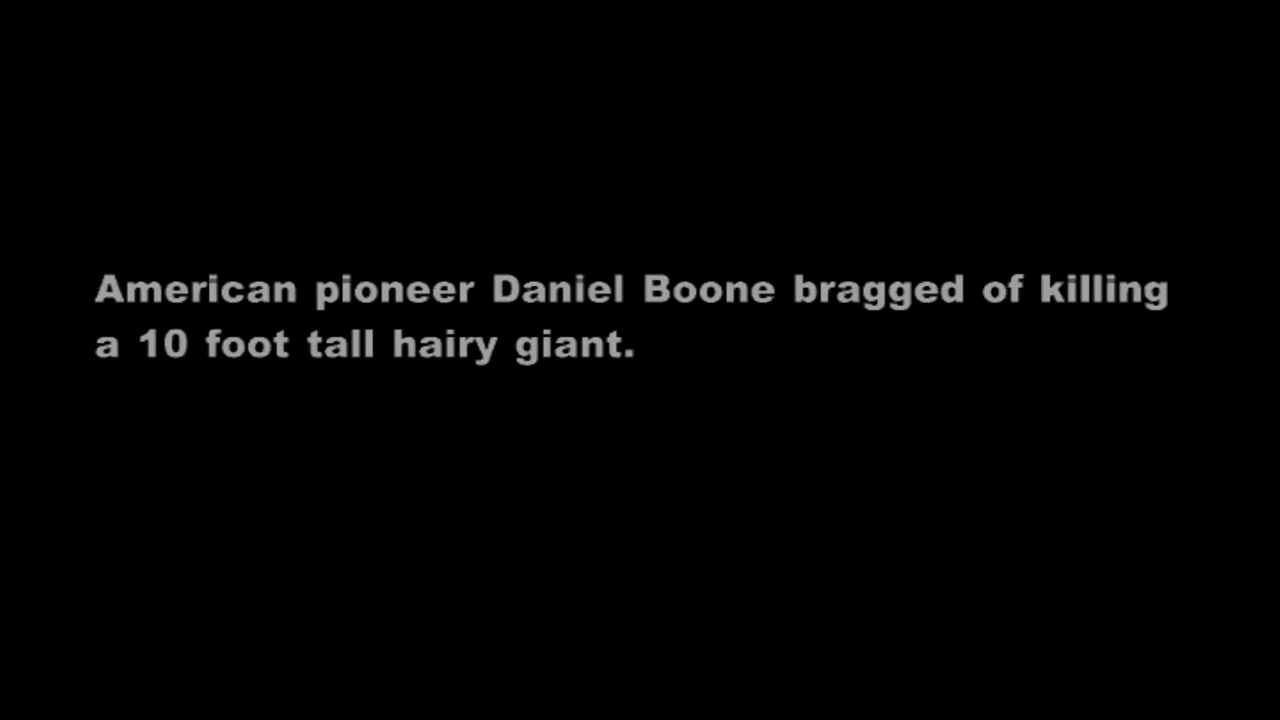 American pioneer Daniel Boone bragged of killing
a 10 foot tall hairy giant.